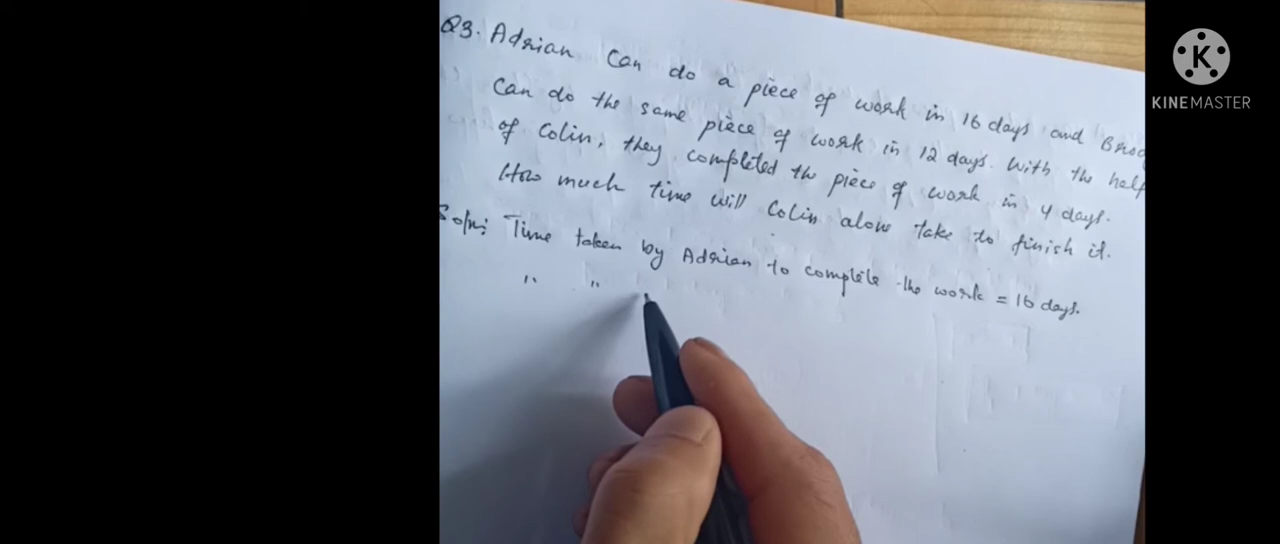 Q3. Adrian can do a piece of work in 16 days and Broo
can do the same piece of work in 12 days. With the help
of Colin, they completed the piece of work in 4 days.
How much time will Colin alone take to finish it.
Soln: Time taken by Adrian to complete the work = 16 days.
" "
K
KINEMASTER